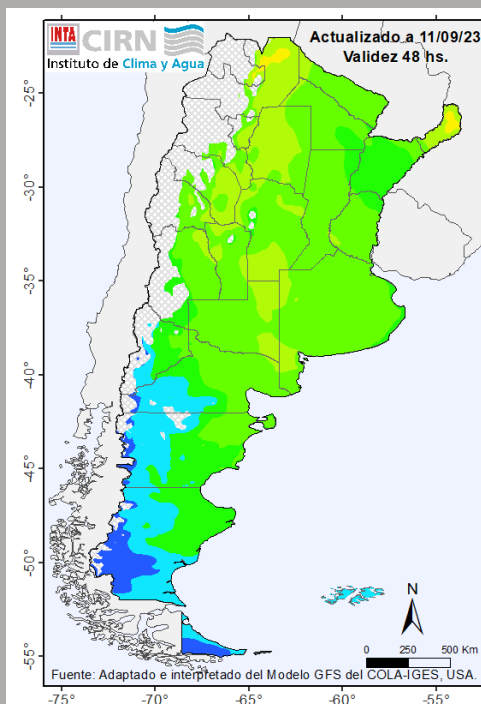 INTA CIRN
Instituto de Clima y Agua
Actualizado a 11/09/23
Validez 48 hs.
-25°
-30°
-35°
-40°
-45°
-50°
-55°
N
0 250 500 Km
Fuente: Adaptado e interpretado del Modelo GFS del COLA-IGES, USA.
-75° -70° -65° -60° -55°